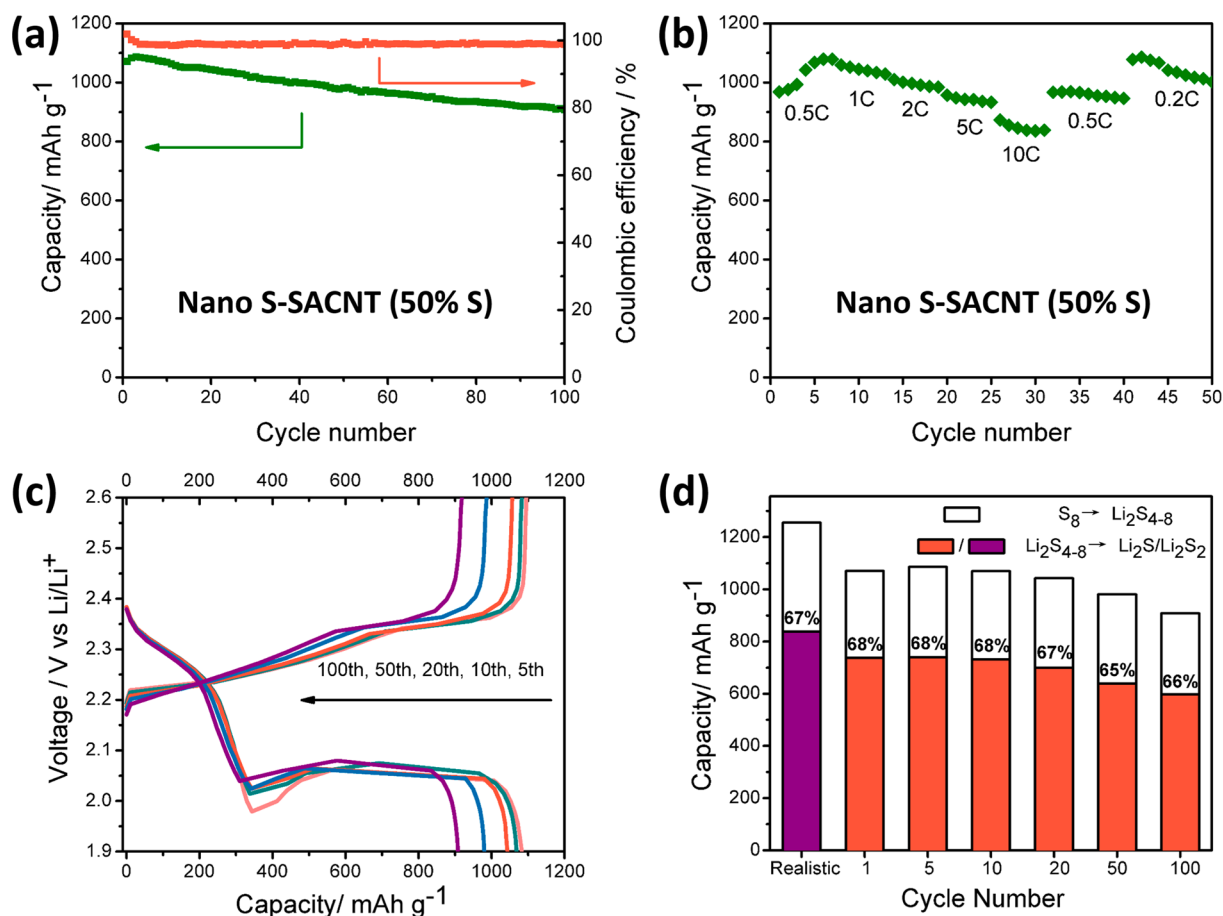 (a)
1200
1000
800
600
400
200
0
Capacity/ mAh g⁻¹
100
80
60
40
20
0
Coulombic efficiency / %
Nano S-SACNT (50% S)
0 20 40 60 80 100
Cycle number
(b)
1200
1000
800
600
400
200
0
Capacity/ mAh g⁻¹
0.5C 1C 2C 5C 10C 0.5C 0.2C
Nano S-SACNT (50% S)
0 5 10 15 20 25 30 35 40 45 50
Cycle number
(c)
0 200 400 600 800 1000 1200
2.6
2.5
2.4
2.3
2.2
2.1
2.0
1.9
Voltage / V vs Li/Li⁺
100th, 50th, 20th, 10th, 5th
0 200 400 600 800 1000 1200
Capacity/ mAh g⁻¹
(d)
1200
1000
800
600
400
200
0
Capacity/ mAh g⁻¹
S₈→ Li₂S₄₋₈
/ Li₂S₄₋₈→ Li₂S/Li₂S₂
67% 68% 68% 68% 67% 65% 66%
Realistic 1 5 10 20 50 100
Cycle Number